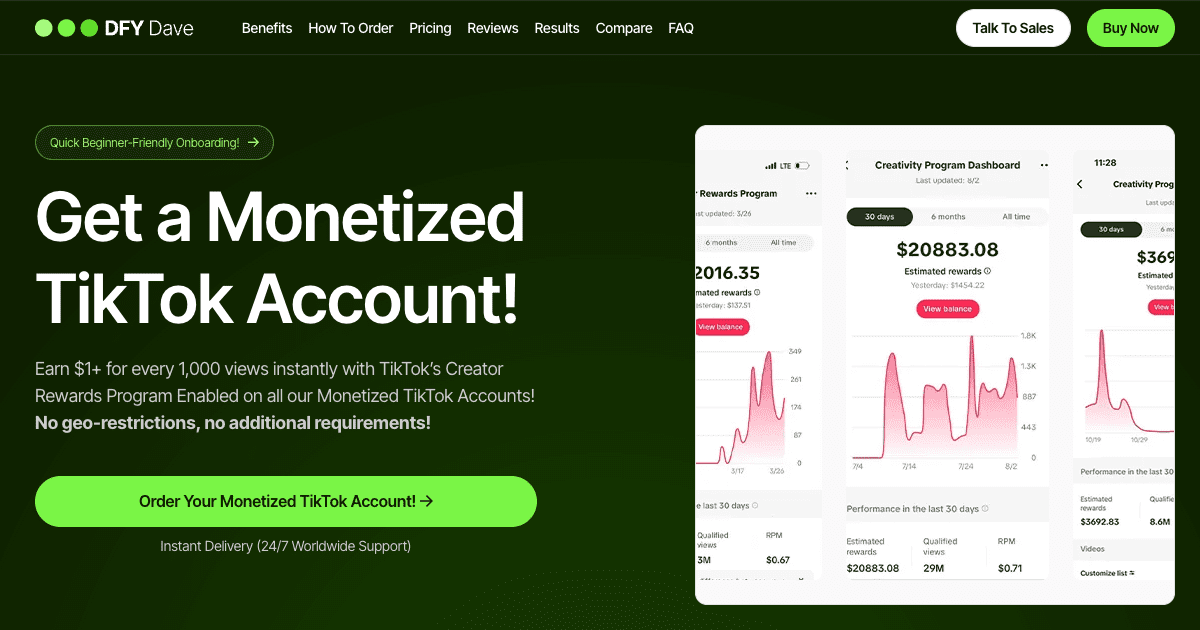 DFY Dave
Benefits How To Order Pricing Reviews Results Compare FAQ
Talk To Sales
Buy Now
Quick Beginner-Friendly Onboarding! →
Get a Monetized
TikTok Account!
Earn $1+ for every 1,000 views instantly with TikTok's Creator
Rewards Program Enabled on all our Monetized TikTok Accounts!
No geo-restrictions, no additional requirements!
Order Your Monetized TikTok Account! →
Instant Delivery (24/7 Worldwide Support)
LTE
Rewards Program
updated: 3/26
6 months All time
2016.35
rewards
$137.51
View balance
349
261
174
87
0
3/17 3/26
last 30 days
Qualified
views
3M
RPM
$0.67
Creativity Program Dashboard
Last updated: 8/2
30 days 6 months All time
$20883.08
Estimated rewards
Yesterday: $1454.22
View balance
1.8K
1.3K
887
443
0
7/4 7/14 7/24 8/2
Performance in the last 30 days
Estimated
rewards
$20883.08
Qualified
views
29M
RPM
$0.71
11:28
Creativity Prog
Last upda
30 days 6 m
$369
Estimated
Yesterday
View b
10/19 10/29
Performance in the last 30
Estimated
rewards
$3692.83
Qualifie
views
8.6M
Videos
Customize list